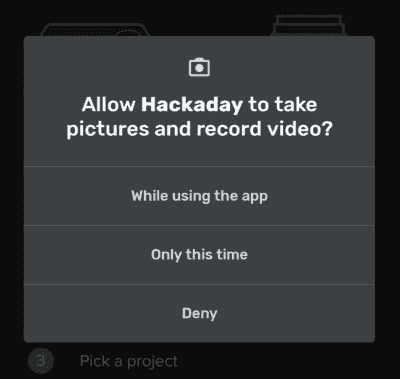 Allow Hackaday to take
pictures and record video?
While using the app
Only this time
Deny
3 Pick a project